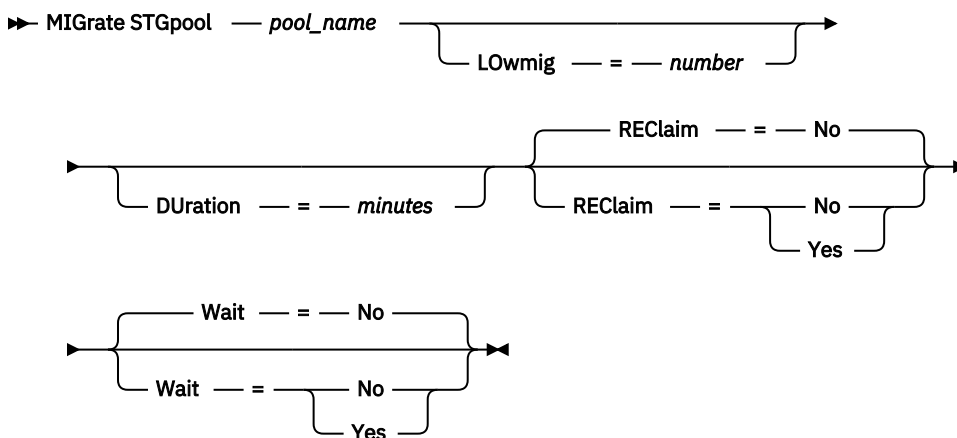 MIGrate STGpool — pool_name
LOwmig — = — number
REClaim — = — No
DUration — = — minutes
REClaim — = — No
Yes
Wait — = — No
Wait — = — No
Yes